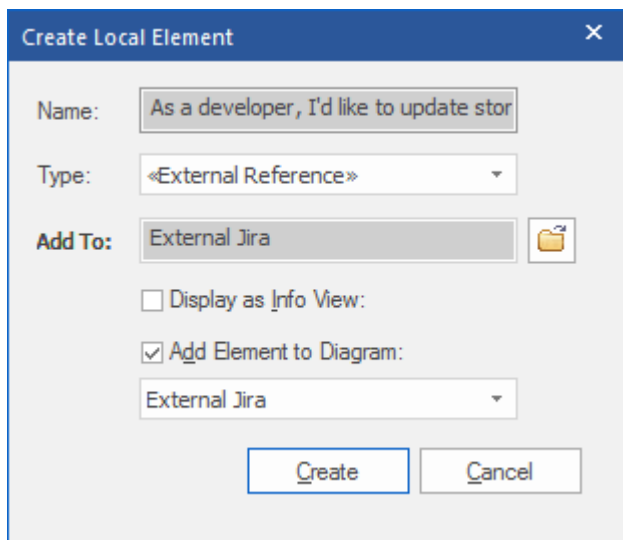 Create Local Element
Name: As a developer, I'd like to update stor
Type: «External Reference»
Add To: External Jira
Display as Info View:
Add Element to Diagram:
External Jira
Create Cancel